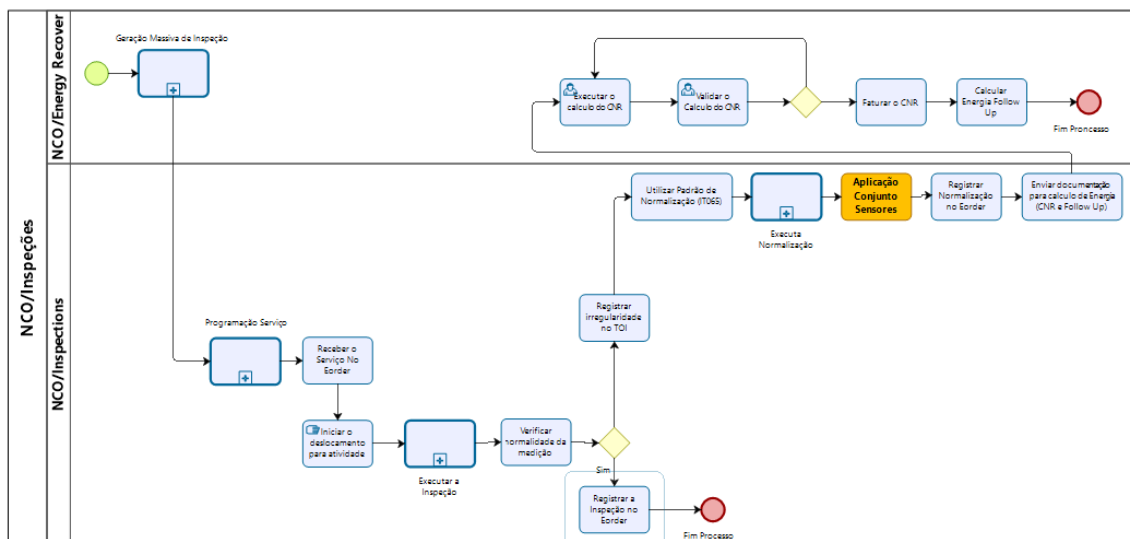 NCO/Inspeções
NCO/Energy Recover
Geração Massiva de Inspeção
Executar o
calculo do CNR
Validar o
Calculo do CNR
Faturar o CNR
Calcular
Energia Follow
Up
Fim Proncesso
NCO/Inspections
Utilizar Padrão de
Normalização (IT065)
Executa
Normalização
Aplicação
Conjunto
Sensores
Registrar
Normalização
no Eorder
Enviar documentação
para calculo de Energia
(CNR e Follow Up)
Registrar
irregularidade
no TOI
Programação Serviço
Receber o
Serviço No
Eorder
Iniciar o
deslocamento
para atividade
Executar a
Inspeção
Verificar
normalidade da
medição
Sim
Registrar a
Inspeção no
Eorder
Fim Processo